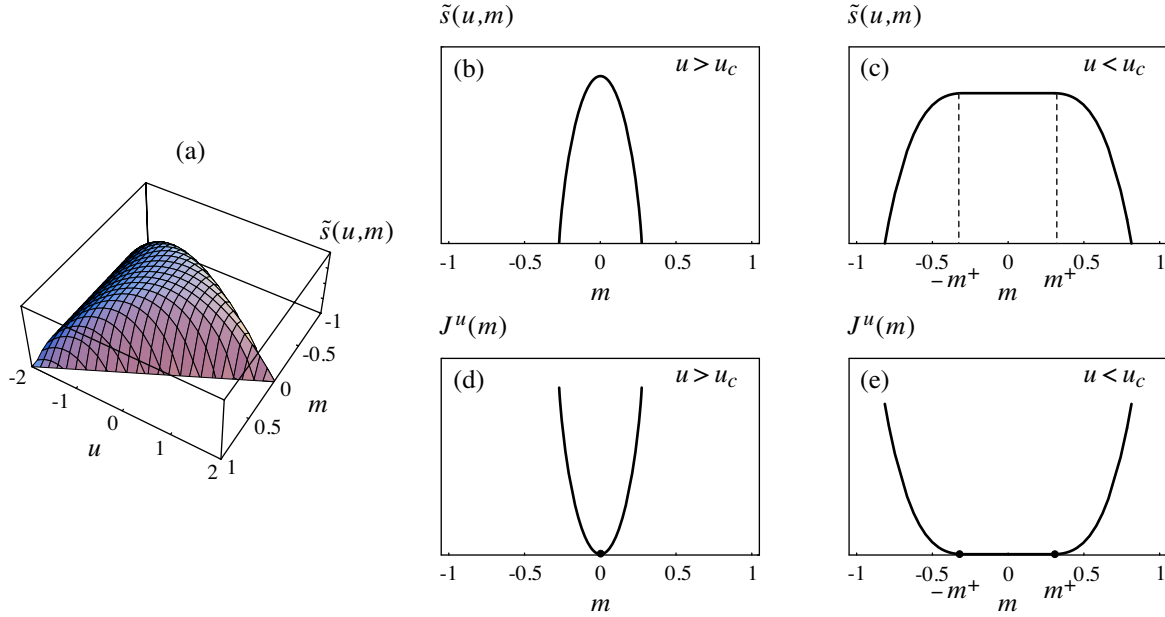 (a)
s̃(u,m)
-2
-1
0
1
2
u
-1
-0.5
0
0.5
1
m
s̃(u,m)
(b)
u > u_c
-1
-0.5
0
0.5
1
m
s̃(u,m)
(c)
u < u_c
-1
-0.5
0
0.5
1
−m⁺
m
m⁺
J^u(m)
(d)
u > u_c
-1
-0.5
0
0.5
1
m
J^u(m)
(e)
u < u_c
-1
-0.5
0
0.5
1
−m⁺
m
m⁺